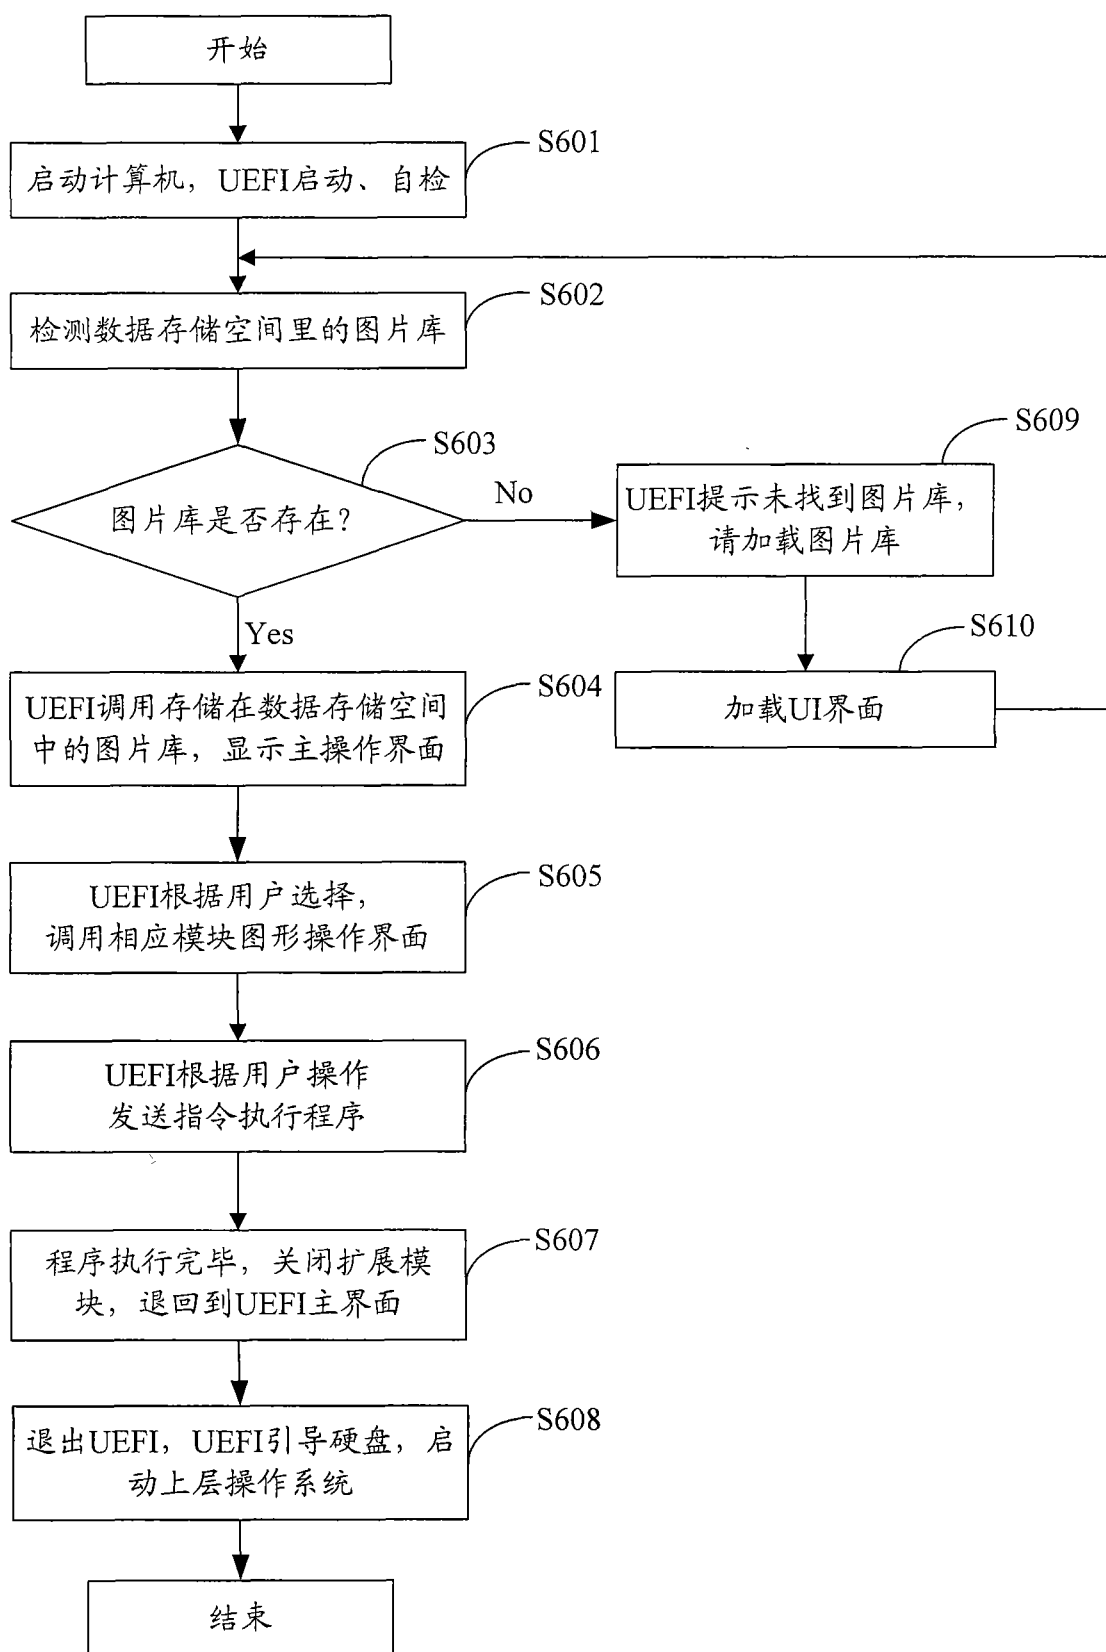 开始
S601
启动计算机，UEFI启动、自检
S602
检测数据存储空间里的图片库
S603
图片库是否存在？
No
S609
UEFI提示未找到图片库，
请加载图片库
Yes
S610
加载UI界面
S604
UEFI调用存储在数据存储空间
中的图片库，显示主操作界面
S605
UEFI根据用户选择，
调用相应模块图形操作界面
S606
UEFI根据用户操作
发送指令执行程序
S607
程序执行完毕，关闭扩展模
块，退回到UEFI主界面
S608
退出UEFI，UEFI引导硬盘，启
动上层操作系统
结束